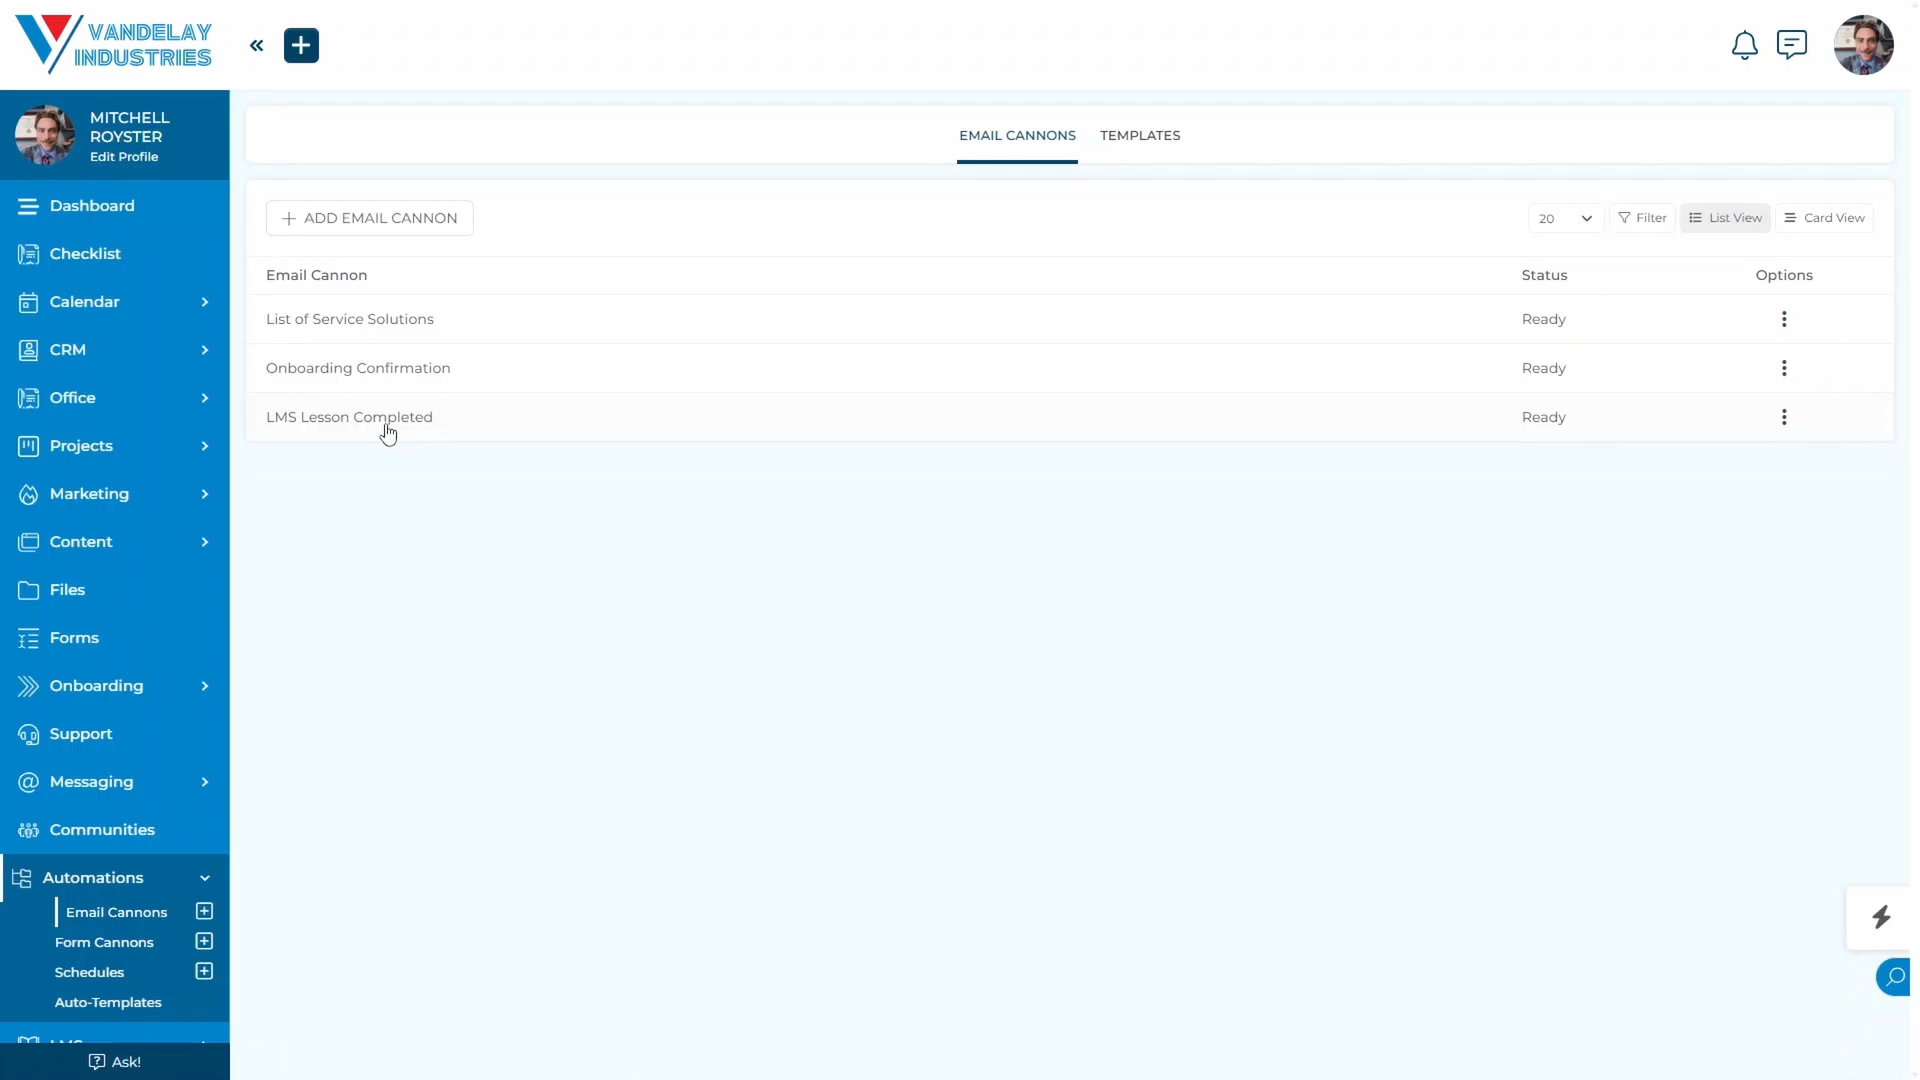 VANDELAY
INDUSTRIES
MITCHELL
ROYSTER
Edit Profile
Dashboard
Checklist
Calendar
CRM
Office
Projects
Marketing
Content
Files
Forms
Onboarding
Support
Messaging
Communities
Automations
Email Cannons
Form Cannons
Schedules
Auto-Templates
LMS
Ask!
EMAIL CANNONS
TEMPLATES
ADD EMAIL CANNON
20
Filter
List View
Card View
Email Cannon Status Options
List of Service Solutions Ready
Onboarding Confirmation Ready
LMS Lesson Completed Ready